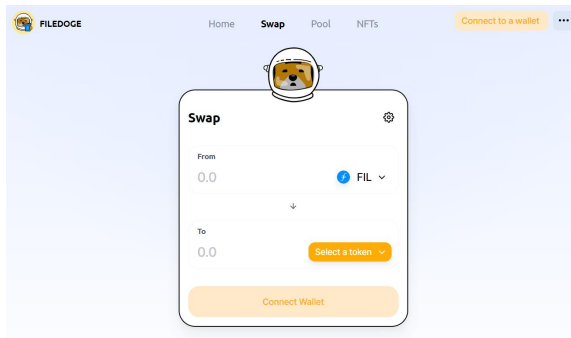 FILEDOGE
Home Swap Pool NFTs
Connect to a wallet
...
Swap
From
0.0 FIL
To
0.0 Select a token
Connect Wallet